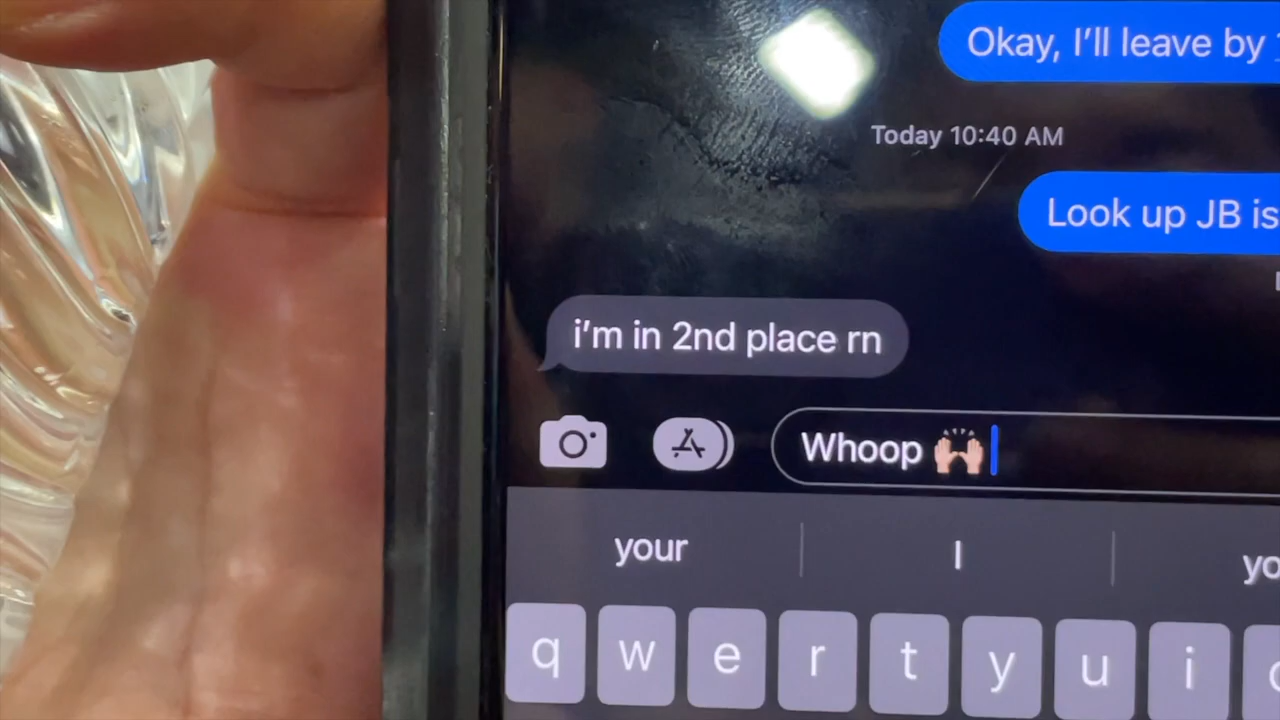 Okay, I'll leave by
Today 10:40 AM
Look up JB is
i'm in 2nd place rn
Whoop 🙌🏻
your I
q w e r t y u i